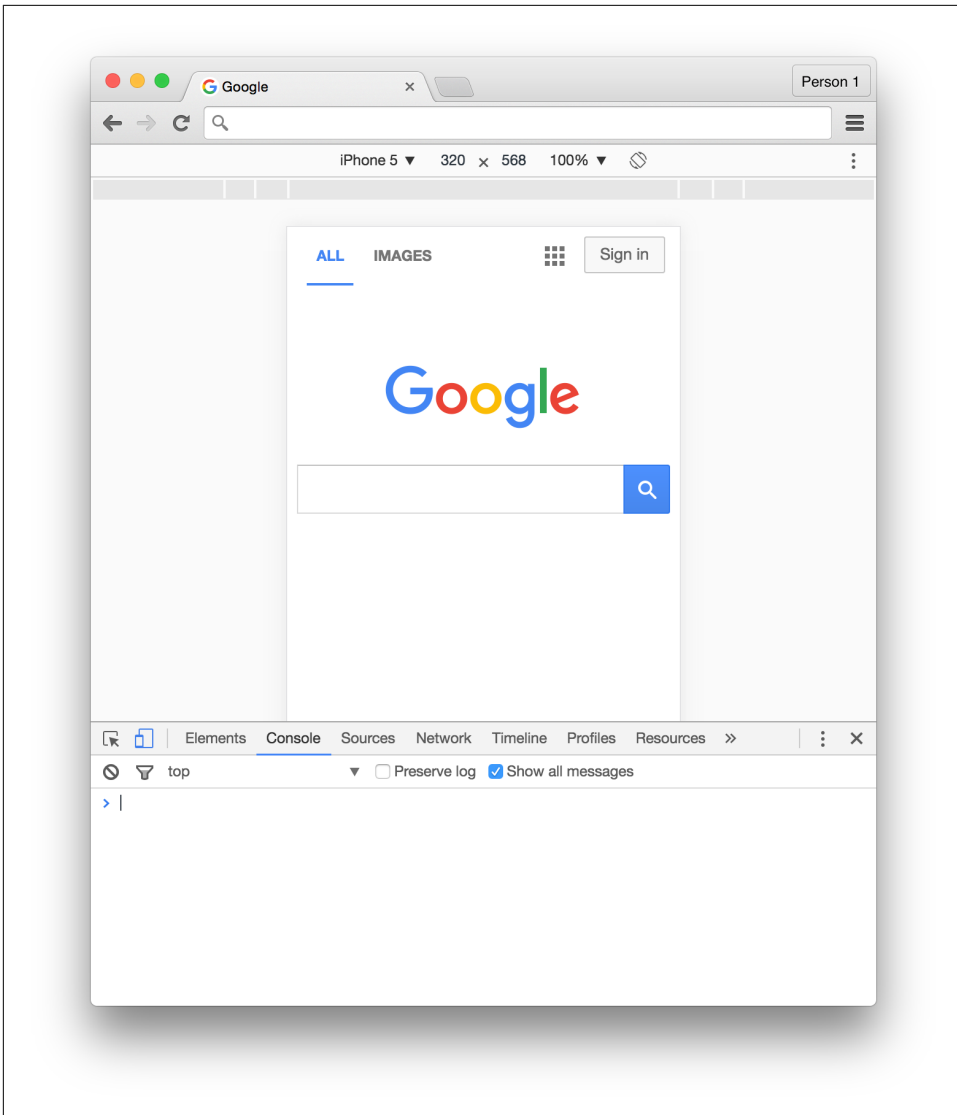 Google
Person 1
iPhone 5 ▼ 320 × 568 100% ▼
ALL IMAGES Sign in
Google
Elements Console Sources Network Timeline Profiles Resources »
top ▼ Preserve log Show all messages
>